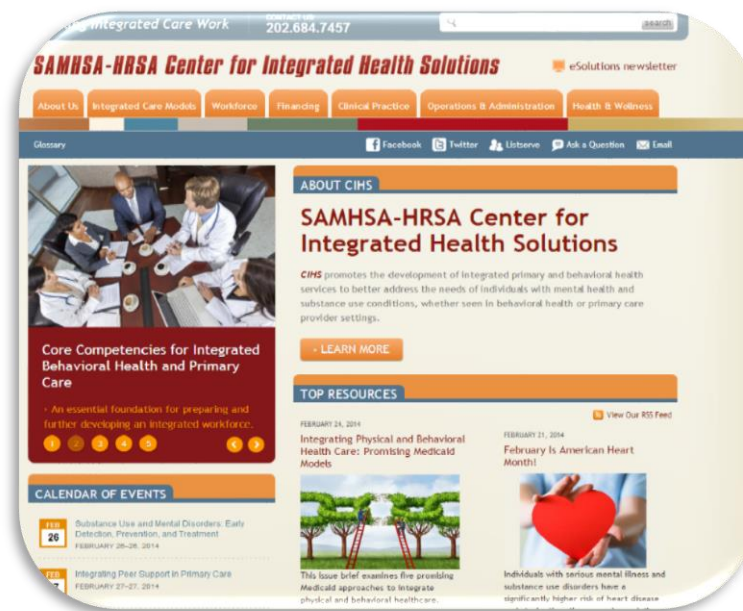 Integrated Care Work
CONTACT US
202.684.7457
search
SAMHSA-HRSA Center for Integrated Health Solutions
eSolutions newsletter
About Us
Integrated Care Models
Workforce
Financing
Clinical Practice
Operations & Administration
Health & Wellness
Glossary
Facebook
Twitter
Listserve
Ask a Question
Email
Core Competencies for Integrated
Behavioral Health and Primary
Care
· An essential foundation for preparing and
further developing an integrated workforce.
1 2 3 4 5
CALENDAR OF EVENTS
FEB
26
Substance Use and Mental Disorders: Early
Detection, Prevention, and Treatment
FEBRUARY 26-26, 2014
FEB
Integrating Peer Support in Primary Care
FEBRUARY 27-27, 2014
ABOUT CIHS
SAMHSA-HRSA Center for
Integrated Health Solutions
CIHS promotes the development of integrated primary and behavioral health
services to better address the needs of individuals with mental health and
substance use conditions, whether seen in behavioral health or primary care
provider settings.
· LEARN MORE
TOP RESOURCES
View Our RSS Feed
FEBRUARY 24, 2014
Integrating Physical and Behavioral
Health Care: Promising Medicaid
Models
This issue brief examines five promising
Medicaid approaches to integrate
physical and behavioral healthcare.
FEBRUARY 21, 2014
February Is American Heart
Month!
Individuals with serious mental illness and
substance use disorders have a
significantly higher risk of heart disease